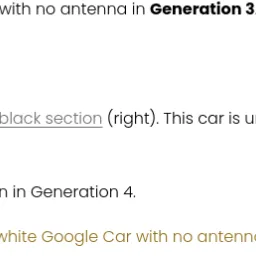 with no antenna in Generation 3.
black section (right). This car is u
n in Generation 4.
white Google Car with no antenna